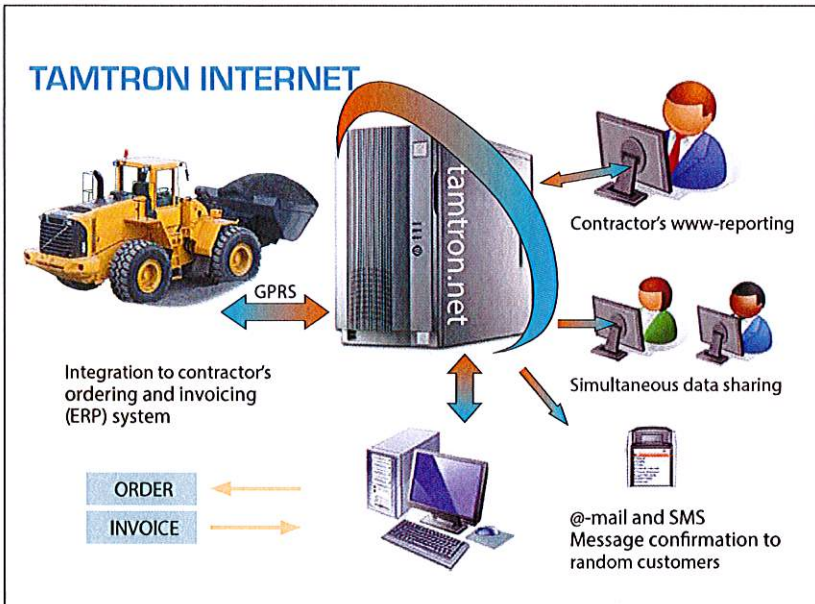 TAMTRON INTERNET
tamtron.net
GPRS
Contractor's www-reporting
Integration to contractor's
ordering and invoicing
(ERP) system
Simultaneous data sharing
ORDER
INVOICE
@-mail and SMS
Message confirmation to
random customers